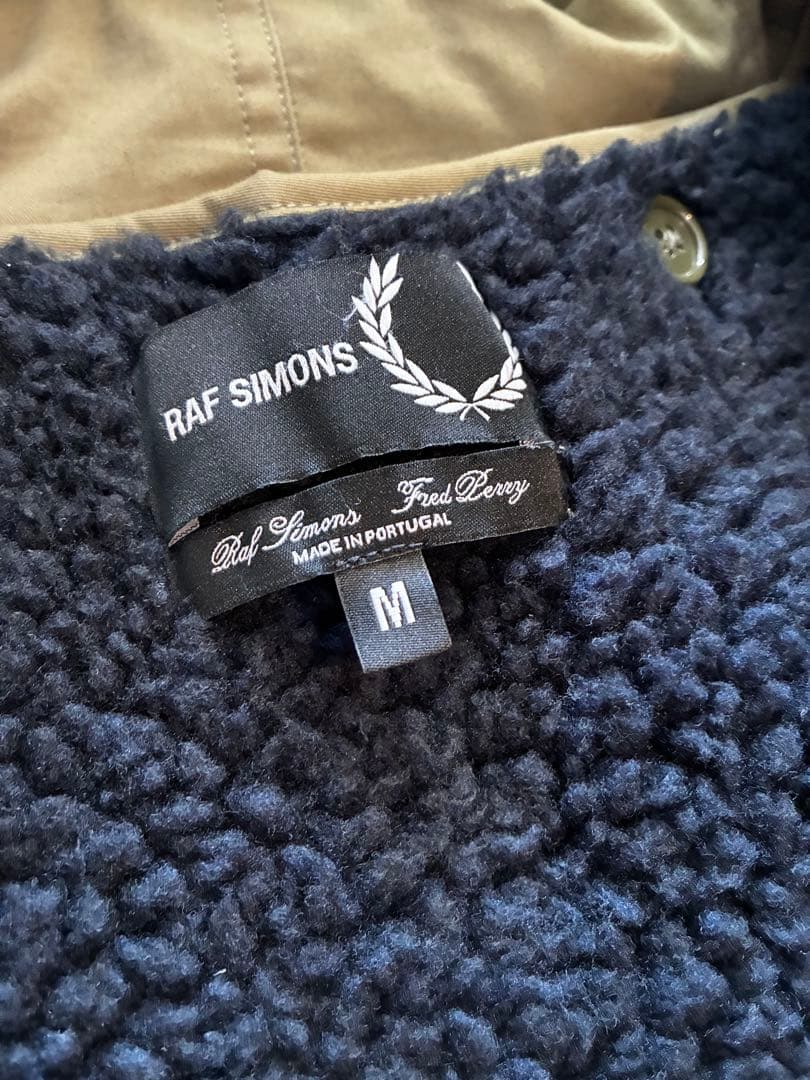 RAF SIMONS
Raf Simons Fred Perry
MADE IN PORTUGAL
M